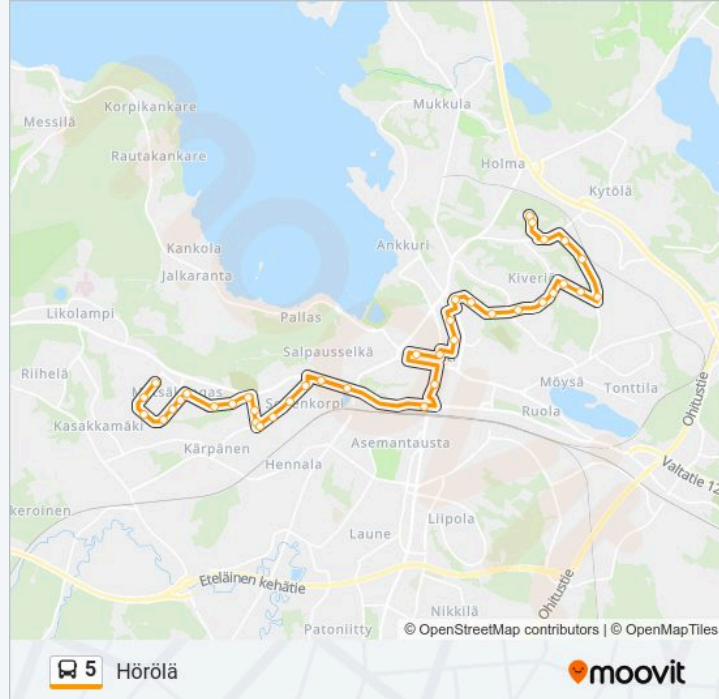 Korpikankare
Messilä
Mukkula
Rautakankare
Holma
Kytölä
Kankola
Ankkuri
Jalkaranta
Kiveriö
Likolampi
Pallas
Salpausselkä
Riihelä
Möysä
Tonttila
Ohitustie
Ruola
Kasakkamäki
Asemantausta
Kärpänen
Hennala
Valtatie 12
keroinen
Liipola
Laune
Eteläinen kehätie
Ohitustie
Nikkilä
Patoniitty
© OpenStreetMap contributors | © OpenMapTiles
5 Hörölä
moovit